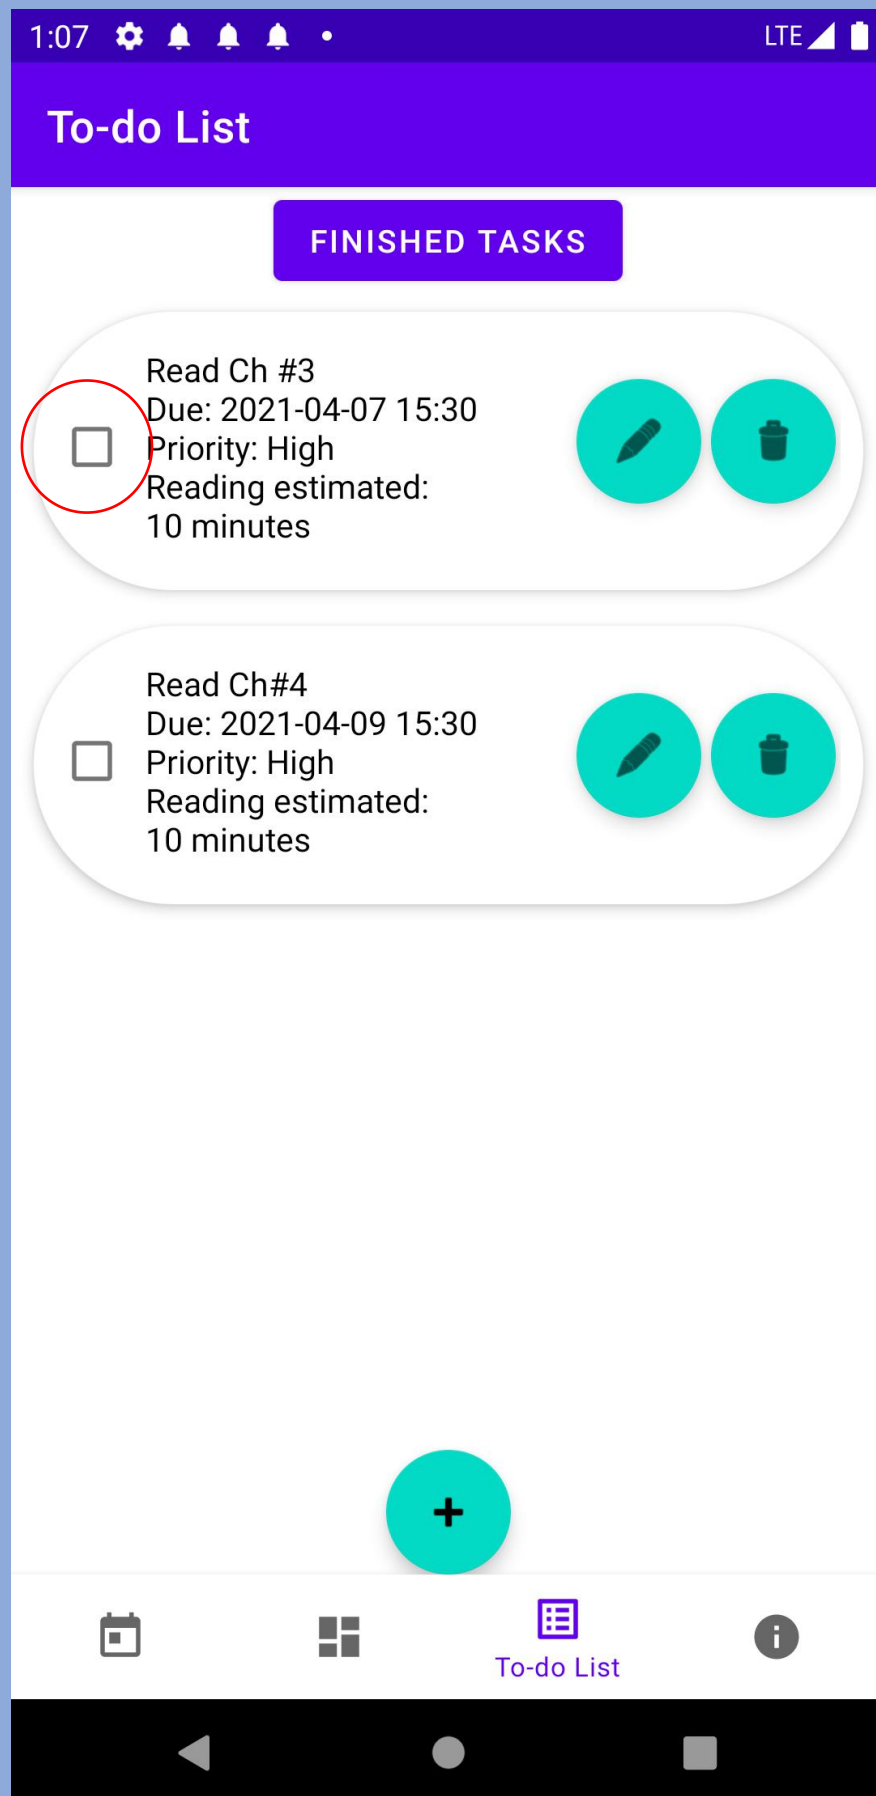 1:07 LTE
To-do List
FINISHED TASKS
Read Ch #3
Due: 2021-04-07 15:30
Priority: High
Reading estimated:
10 minutes
Read Ch#4
Due: 2021-04-09 15:30
Priority: High
Reading estimated:
10 minutes
To-do List